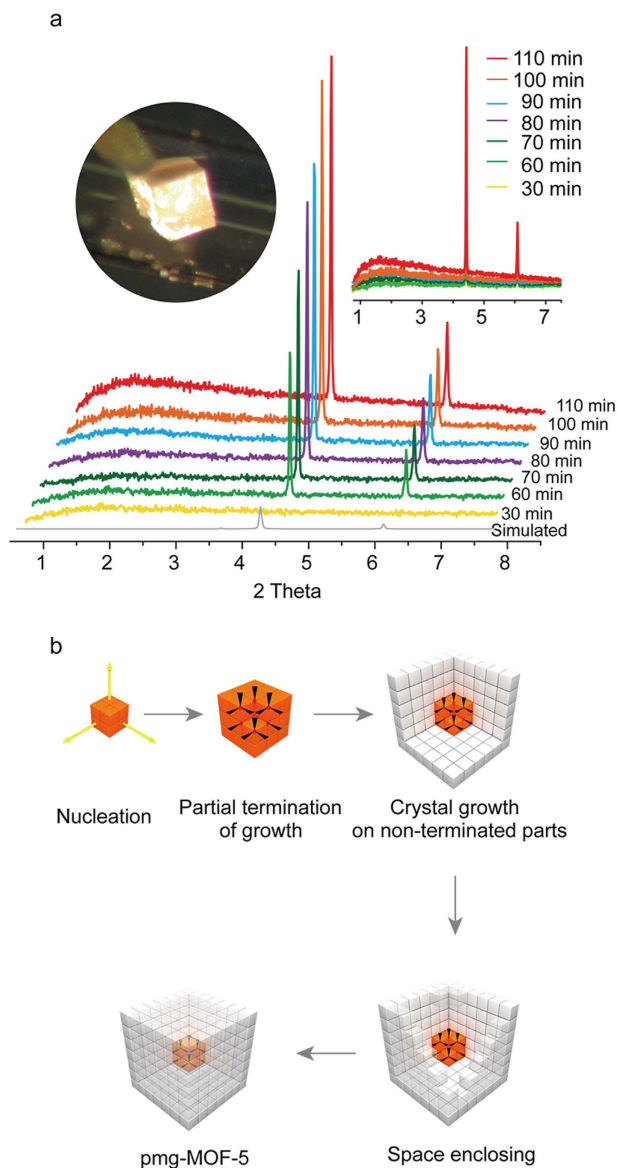 a
110 min
100 min
90 min
80 min
70 min
60 min
30 min
1 3 5 7
110 min
100 min
90 min
80 min
70 min
60 min
30 min
Simulated
1 2 3 4 5 6 7 8
2 Theta
b
Nucleation
Partial termination
of growth
Crystal growth
on non-terminated parts
pmg-MOF-5
Space enclosing